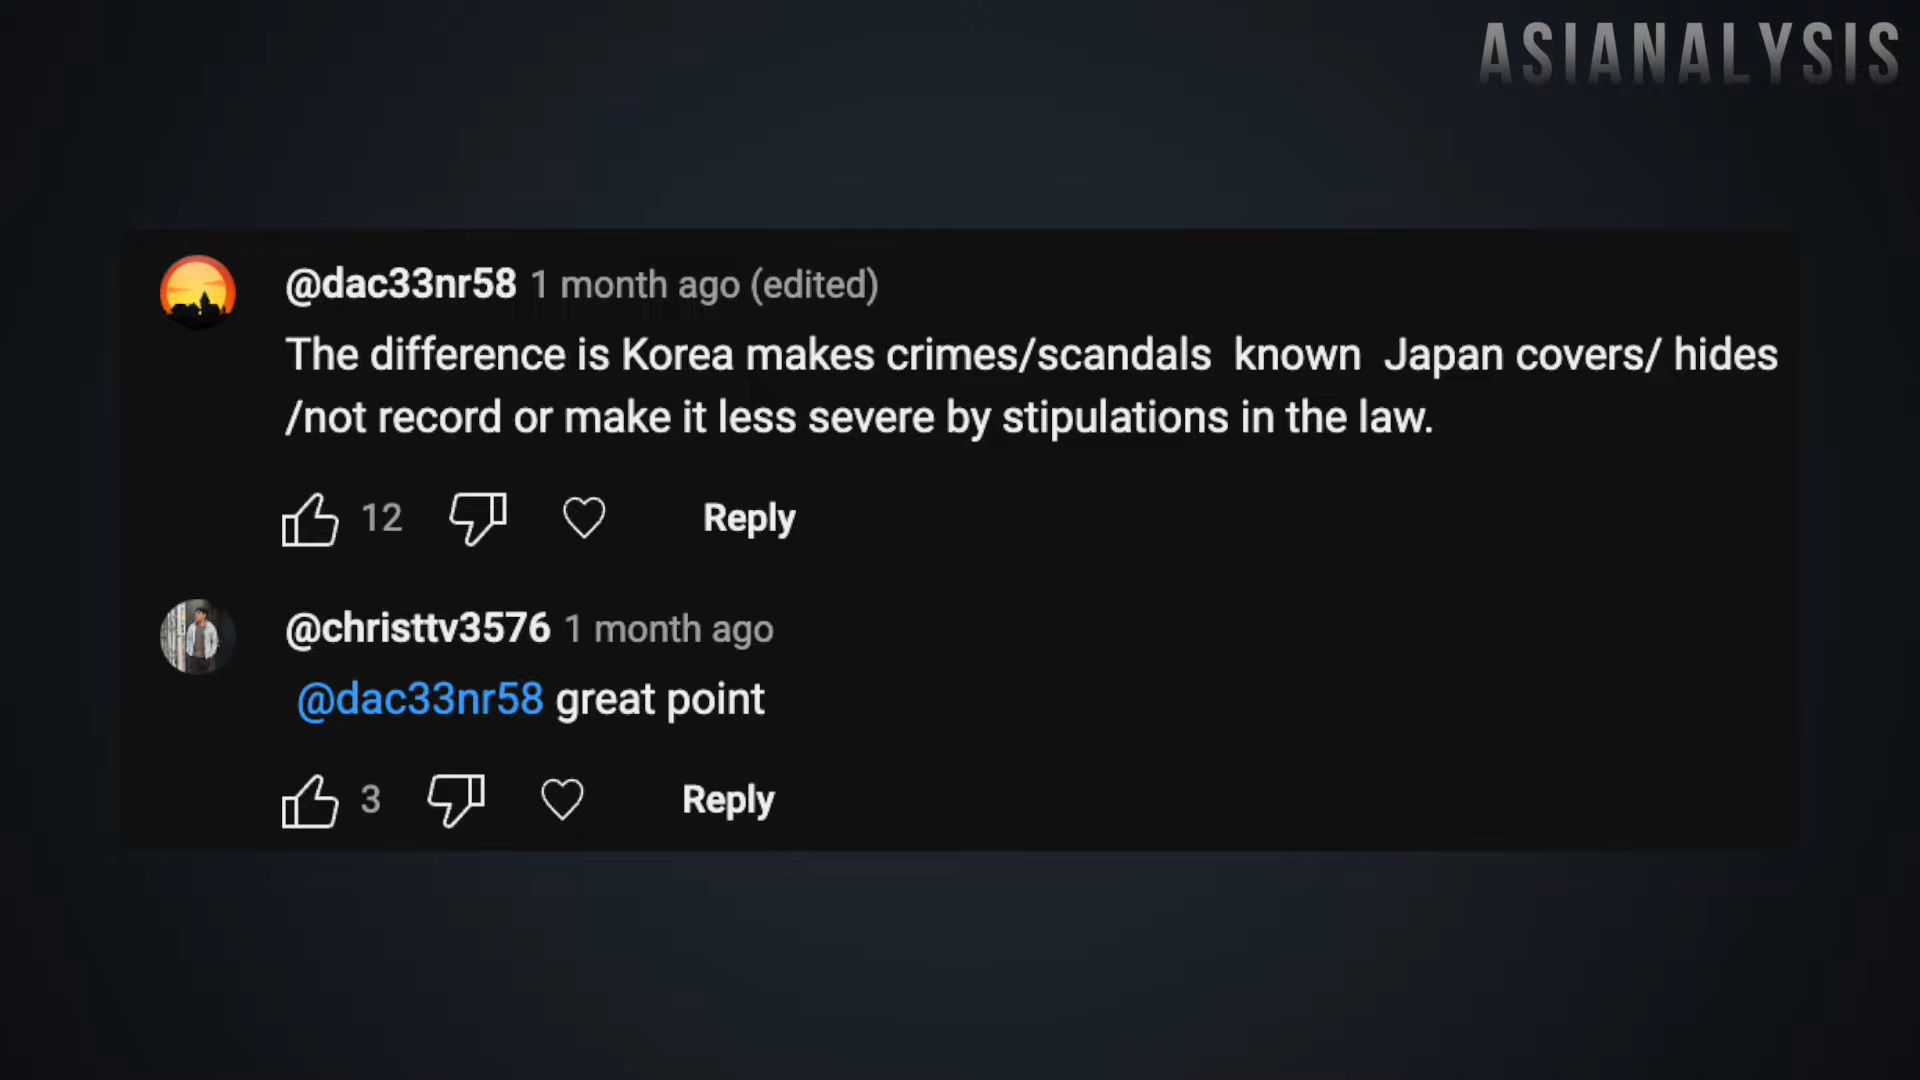 ASIANALYSIS
@dac33nr58 1 month ago (edited)
The difference is Korea makes crimes/scandals  known  Japan covers/ hides
/not record or make it less severe by stipulations in the law.
12 Reply
@christtv3576 1 month ago
@dac33nr58 great point
3 Reply